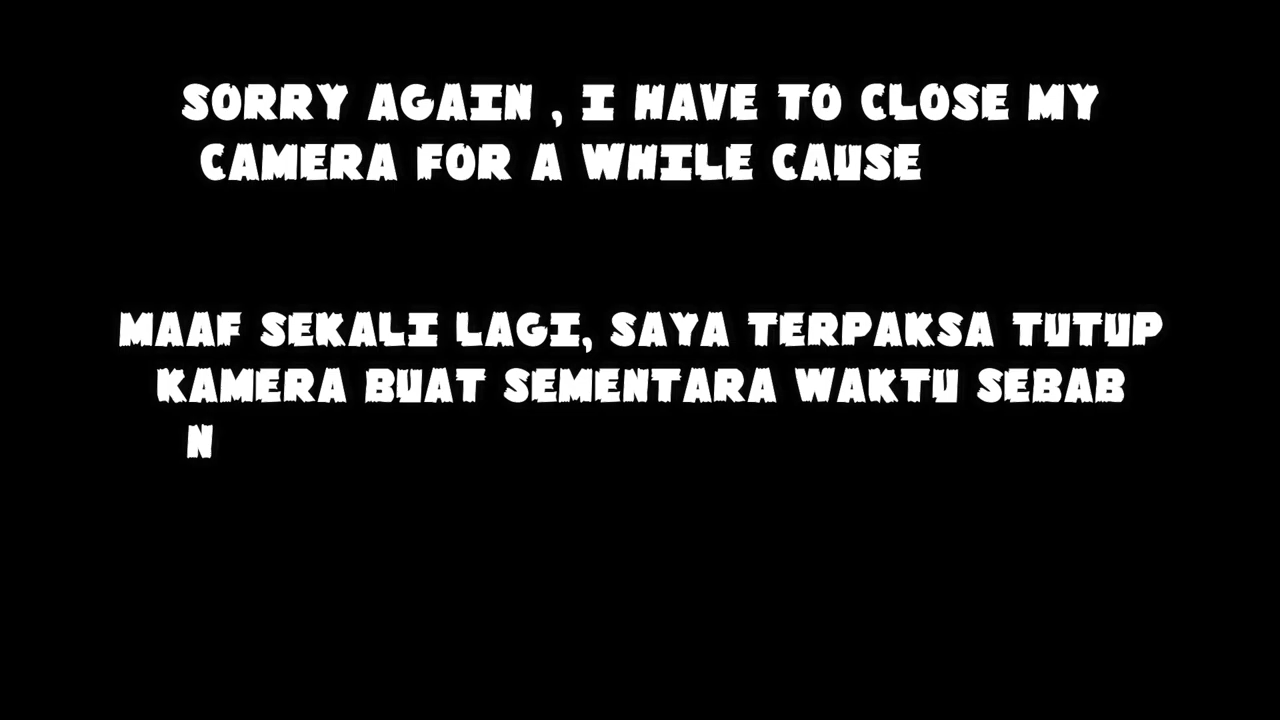 SORRY AGAIN , I HAVE TO CLOSE MY
CAMERA FOR A WHILE CAUSE
MAAF SEKALI LAGI, SAYA TERPAKSA TUTUP
KAMERA BUAT SEMENTARA WAKTU SEBAB
N